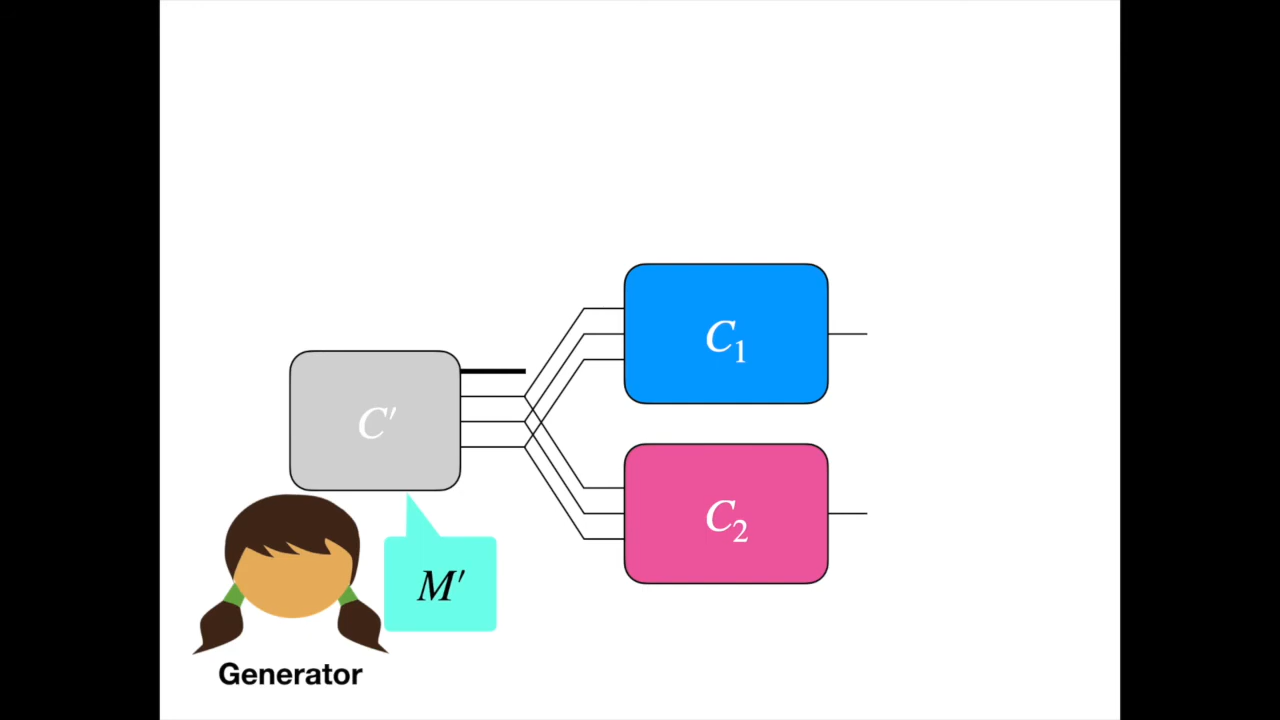 C₁
C′
C₂
M′
Generator